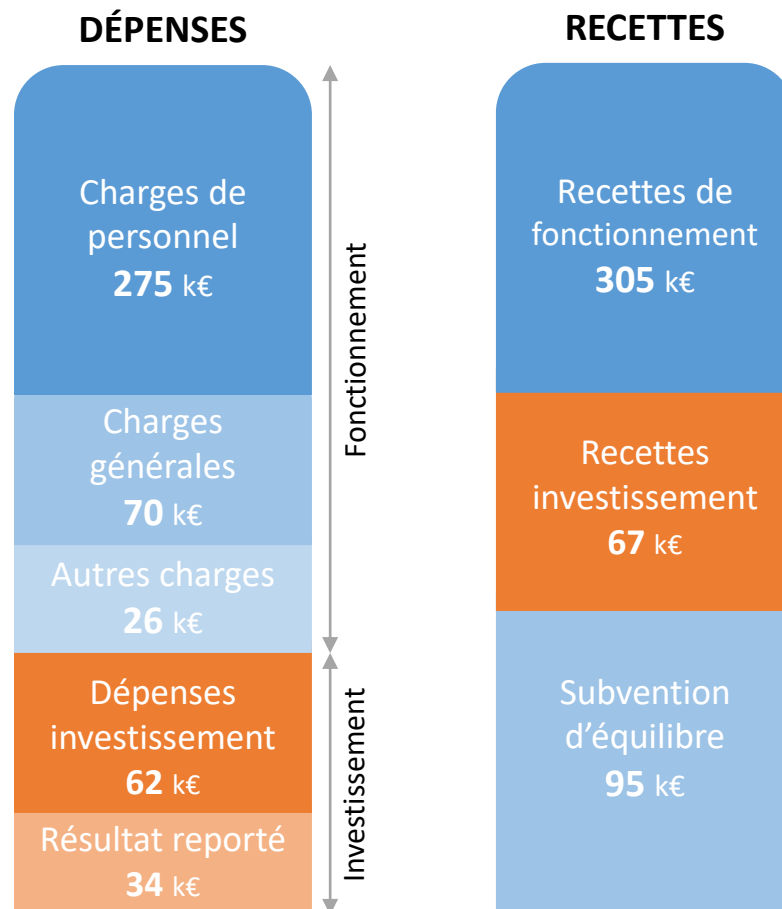 DÉPENSES
Charges de
personnel
275 k€
Charges
générales
70 k€
Autres charges
26 k€
Dépenses
investissement
62 k€
Résultat reporté
34 k€
Fonctionnement
Investissement
RECETTES
Recettes de
fonctionnement
305 k€
Recettes
investissement
67 k€
Subvention
d’équilibre
95 k€